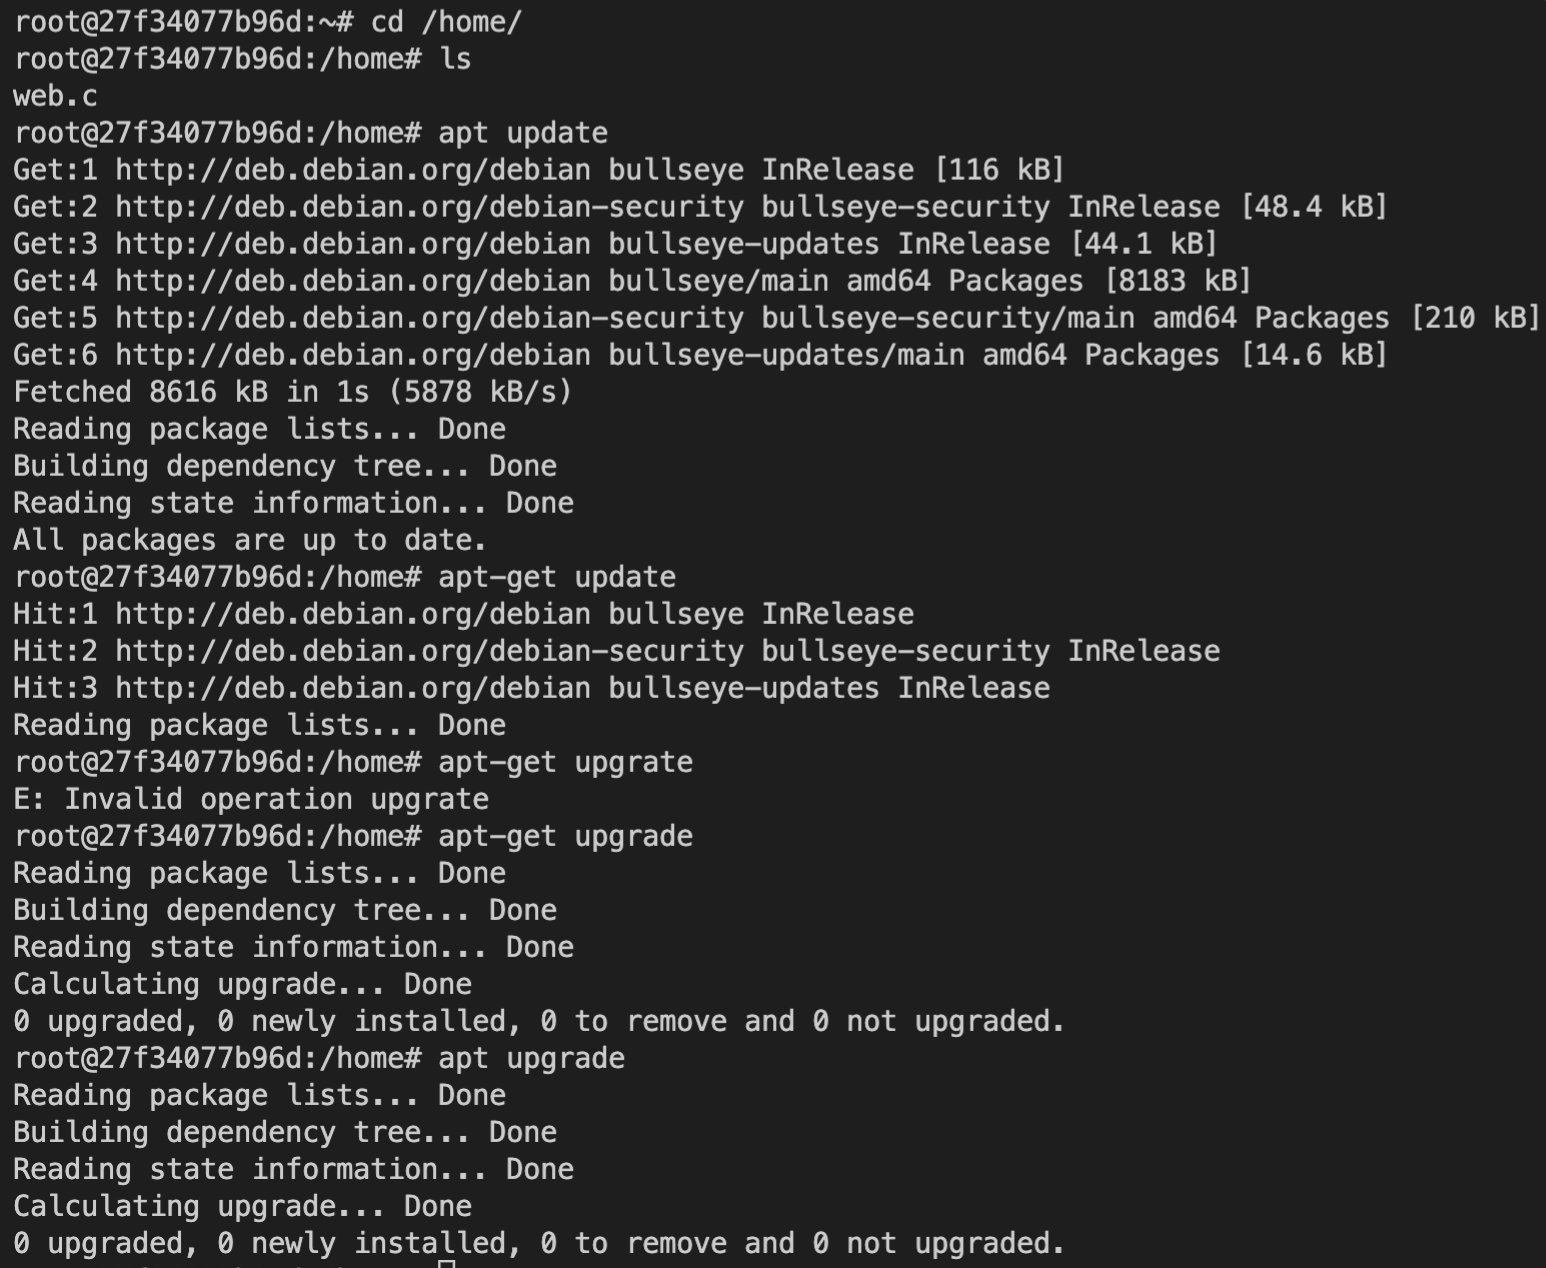 root@27f34077b96d:~# cd /home/
root@27f34077b96d:/home# ls
web.c
root@27f34077b96d:/home# apt update
Get:1 http://deb.debian.org/debian bullseye InRelease [116 kB]
Get:2 http://deb.debian.org/debian-security bullseye-security InRelease [48.4 kB]
Get:3 http://deb.debian.org/debian bullseye-updates InRelease [44.1 kB]
Get:4 http://deb.debian.org/debian bullseye/main amd64 Packages [8183 kB]
Get:5 http://deb.debian.org/debian-security bullseye-security/main amd64 Packages [210 kB]
Get:6 http://deb.debian.org/debian bullseye-updates/main amd64 Packages [14.6 kB]
Fetched 8616 kB in 1s (5878 kB/s)
Reading package lists... Done
Building dependency tree... Done
Reading state information... Done
All packages are up to date.
root@27f34077b96d:/home# apt-get update
Hit:1 http://deb.debian.org/debian bullseye InRelease
Hit:2 http://deb.debian.org/debian-security bullseye-security InRelease
Hit:3 http://deb.debian.org/debian bullseye-updates InRelease
Reading package lists... Done
root@27f34077b96d:/home# apt-get upgrate
E: Invalid operation upgrate
root@27f34077b96d:/home# apt-get upgrade
Reading package lists... Done
Building dependency tree... Done
Reading state information... Done
Calculating upgrade... Done
0 upgraded, 0 newly installed, 0 to remove and 0 not upgraded.
root@27f34077b96d:/home# apt upgrade
Reading package lists... Done
Building dependency tree... Done
Reading state information... Done
Calculating upgrade... Done
0 upgraded, 0 newly installed, 0 to remove and 0 not upgraded.